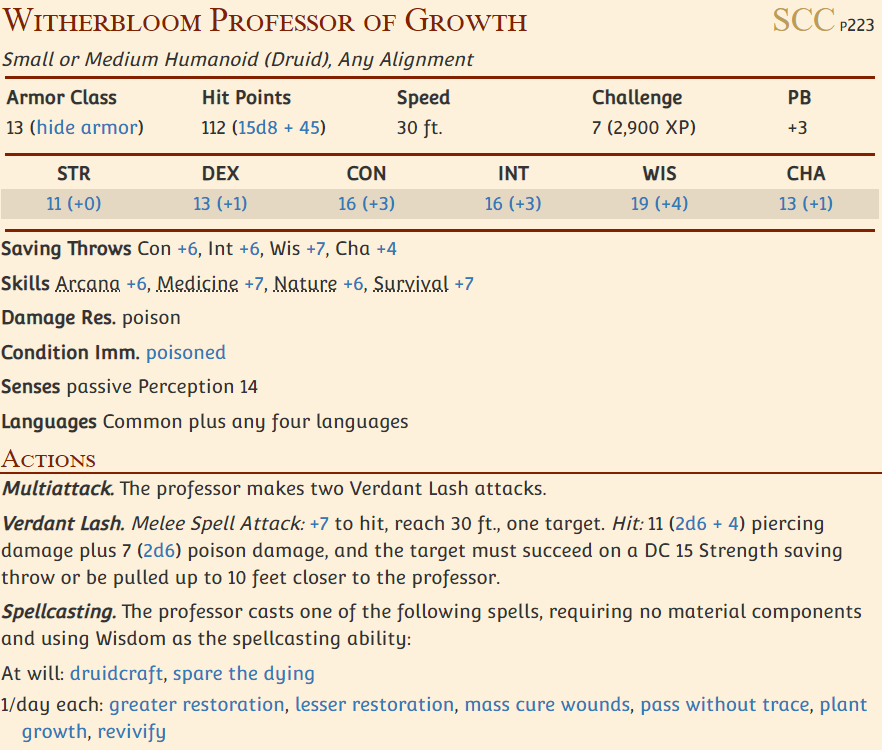 Witherbloom Professor of Growth SCC p223
Small or Medium Humanoid (Druid), Any Alignment
Armor Class Hit Points Speed Challenge PB
13 (hide armor) 112 (15d8 + 45) 30 ft. 7 (2,900 XP) +3
STR DEX CON INT WIS CHA
11 (+0) 13 (+1) 16 (+3) 16 (+3) 19 (+4) 13 (+1)
Saving Throws Con +6, Int +6, Wis +7, Cha +4
Skills Arcana +6, Medicine +7, Nature +6, Survival +7
Damage Res. poison
Condition Imm. poisoned
Senses passive Perception 14
Languages Common plus any four languages
Actions
Multiattack. The professor makes two Verdant Lash attacks.
Verdant Lash. Melee Spell Attack: +7 to hit, reach 30 ft., one target. Hit: 11 (2d6 + 4) piercing
damage plus 7 (2d6) poison damage, and the target must succeed on a DC 15 Strength saving
throw or be pulled up to 10 feet closer to the professor.
Spellcasting. The professor casts one of the following spells, requiring no material components
and using Wisdom as the spellcasting ability:
At will: druidcraft, spare the dying
1/day each: greater restoration, lesser restoration, mass cure wounds, pass without trace, plant
growth, revivify